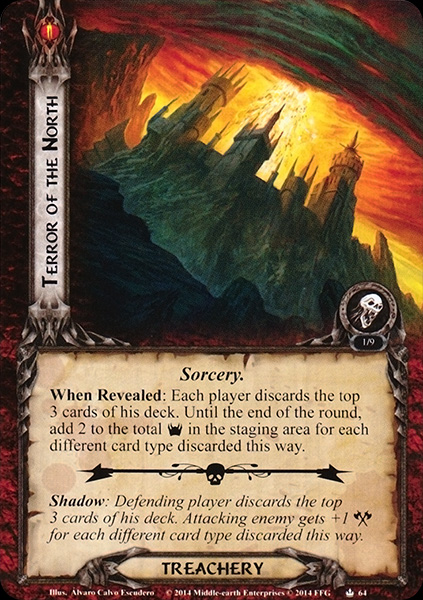 TERROR OF THE NORTH
1/9
Sorcery.
When Revealed: Each player discards the top
3 cards of his deck. Until the end of the round,
add 2 to the total in the staging area for each
different card type discarded this way.
Shadow: Defending player discards the top
3 cards of his deck. Attacking enemy gets +1
for each different card type discarded this way.
TREACHERY
Illus. Álvaro Calvo Escudero © 2014 Middle-earth Enterprises © 2014 FFG 64